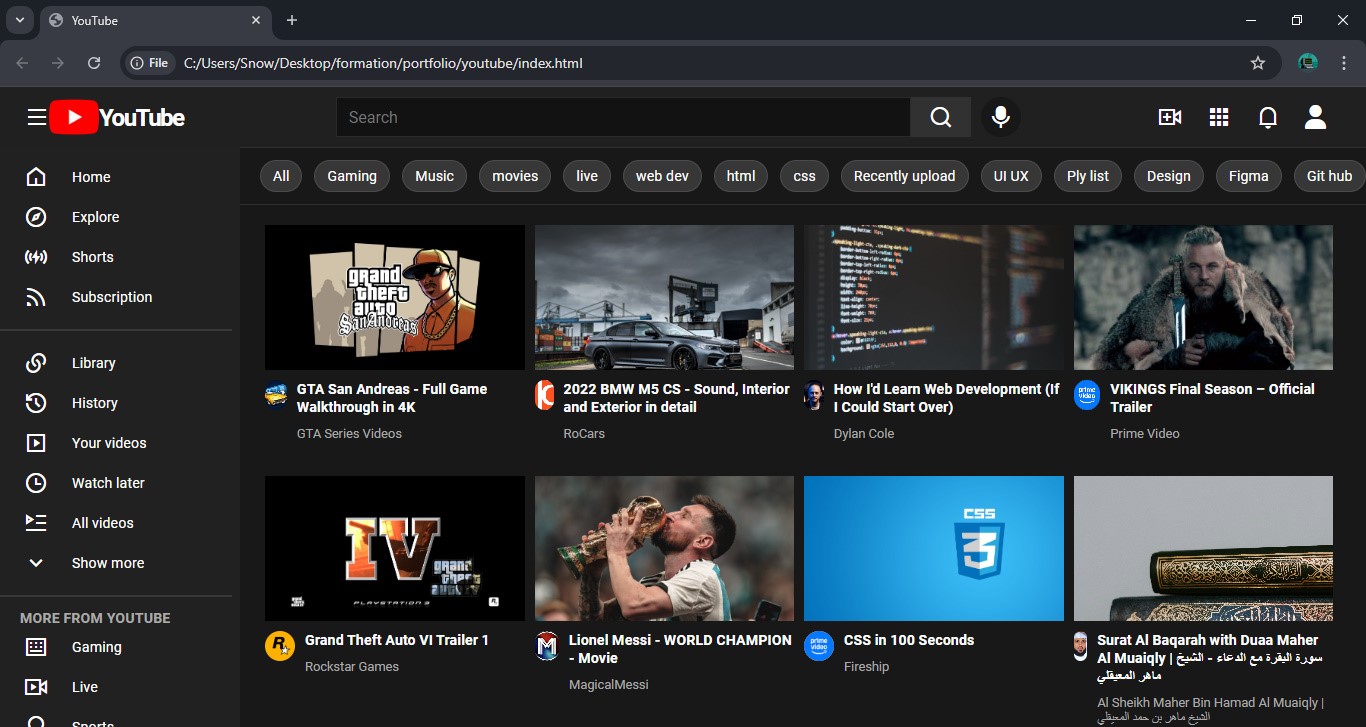 YouTube
File
C:/Users/Snow/Desktop/formation/portfolio/youtube/index.html
YouTube
Search
Home
Explore
Shorts
Subscription
Library
History
Your videos
Watch later
All videos
Show more
MORE FROM YOUTUBE
Gaming
Live
Sports
All
Gaming
Music
movies
live
web dev
html
css
Recently upload
UI UX
Ply list
Design
Figma
Git hub
grand
theft
auto
San Andreas
GTA San Andreas - Full Game
Walkthrough in 4K
GTA Series Videos
2022 BMW M5 CS - Sound, Interior
and Exterior in detail
RoCars
How I'd Learn Web Development (If
I Could Start Over)
Dylan Cole
prime
video
VIKINGS Final Season – Official
Trailer
Prime Video
IV
grand
theft
auto IV
PLAYSTATION 3
Grand Theft Auto VI Trailer 1
Rockstar Games
M
Lionel Messi - WORLD CHAMPION
- Movie
MagicalMessi
CSS
3
prime
video
CSS in 100 Seconds
Fireship
Surat Al Baqarah with Duaa Maher
Al Muaiqly | سورة البقرة مع الدعاء - الشيخ
ماهر المعيقلي
Al Sheikh Maher Bin Hamad Al Muaiqly |
الشيخ ماهر بن حمد المعيقلي